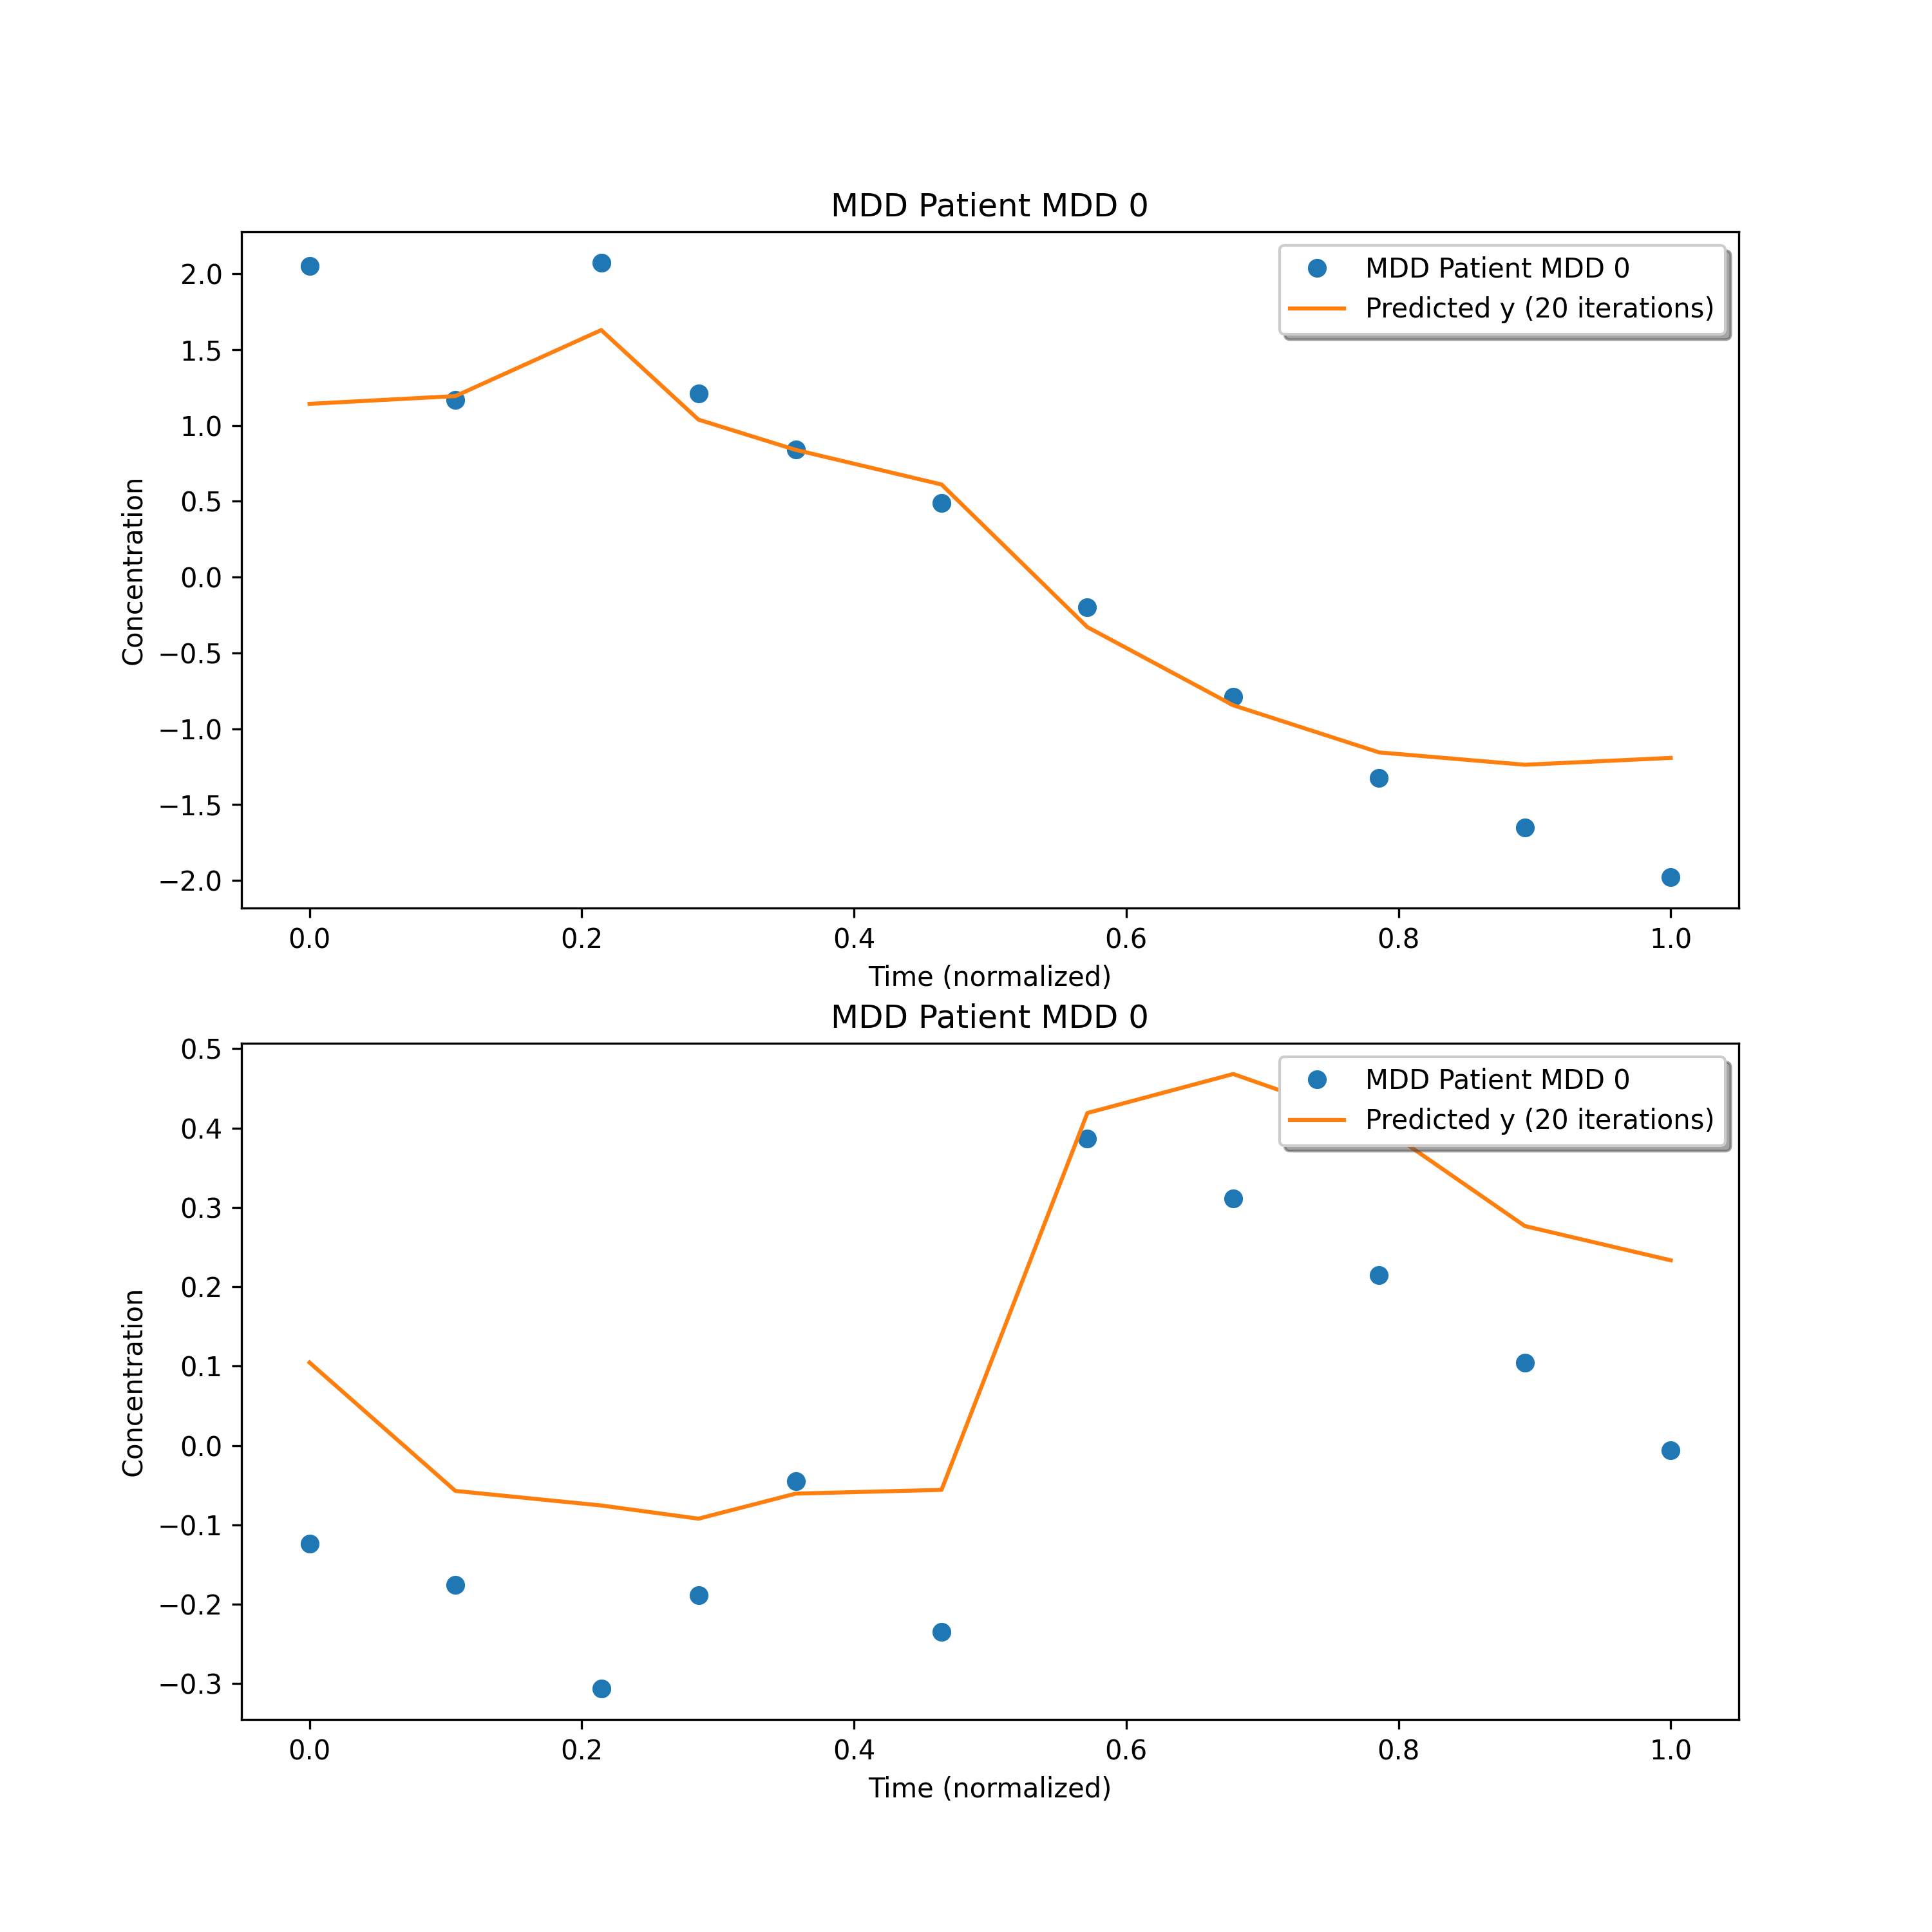 MDD Patient MDD 0
MDD Patient MDD 0
Predicted y (20 iterations)
2.0
1.5
1.0
0.5
0.0
−0.5
−1.0
−1.5
−2.0
Concentration
0.0 0.2 0.4 0.6 0.8 1.0
Time (normalized)
MDD Patient MDD 0
MDD Patient MDD 0
Predicted y (20 iterations)
0.5
0.4
0.3
0.2
0.1
0.0
−0.1
−0.2
−0.3
Concentration
0.0 0.2 0.4 0.6 0.8 1.0
Time (normalized)